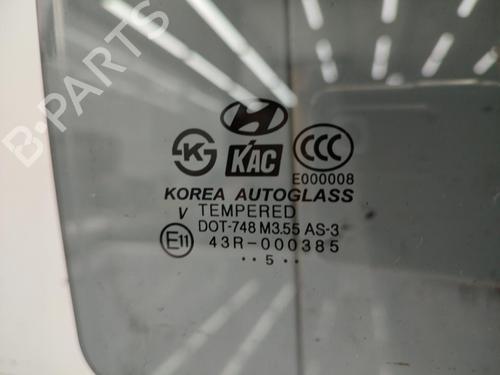 B-PARTS
KAC
CCC
E000008
KOREA AUTOGLASS
V TEMPERED
DOT-748 M3.55 AS-3
E11 43R-000385
··5··